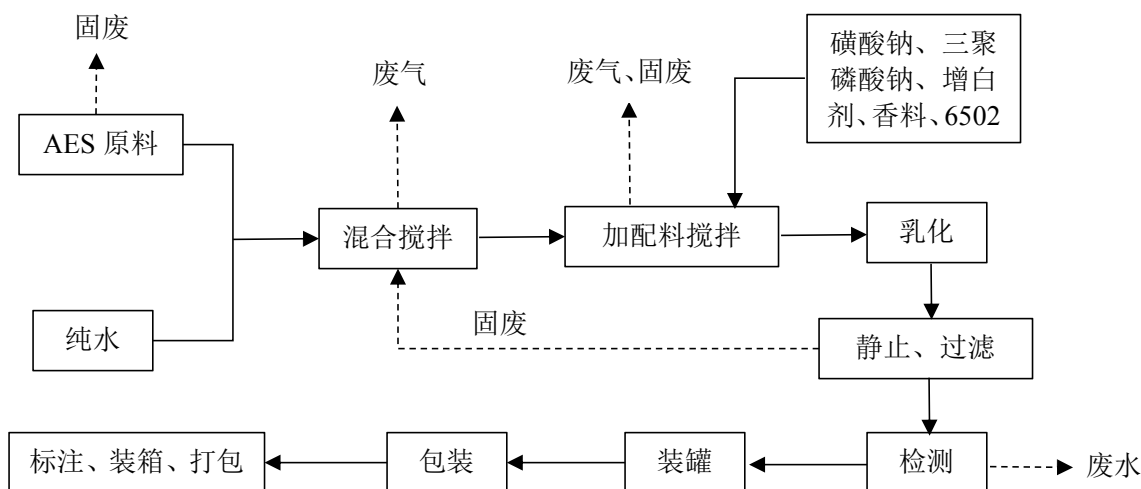 固废
废气
废气、固废
磺酸钠、三聚
磷酸钠、增白
剂、香料、6502
AES 原料
混合搅拌
加配料搅拌
乳化
纯水
固废
静止、过滤
标注、装箱、打包
包装
装罐
检测
废水